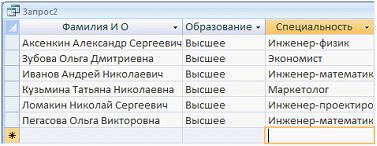 Запрос2
Фамилия И О Образование Специальность
Аксенкин Александр Сергеевич Высшее Инженер-физик
Зубова Ольга Дмитриевна Высшее Экономист
Иванов Андрей Николаевич Высшее Инженер-математик
Кузьмина Татьяна Николаевна Высшее Маркетолог
Ломакин Николай Сергеевич Высшее Инженер-проектиро
Пегасова Ольга Викторовна Высшее Инженер-математик